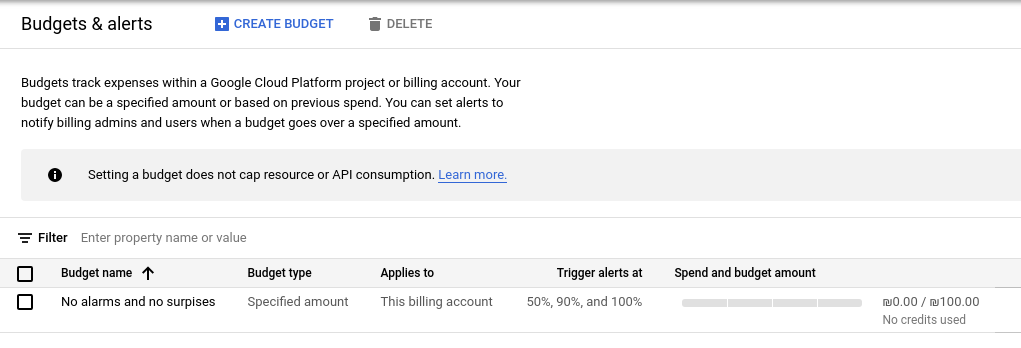 Budgets & alerts
CREATE BUDGET
DELETE
Budgets track expenses within a Google Cloud Platform project or billing account. Your
budget can be a specified amount or based on previous spend. You can set alerts to
notify billing admins and users when a budget goes over a specified amount.
Setting a budget does not cap resource or API consumption. Learn more.
Filter Enter property name or value
Budget name Budget type Applies to Trigger alerts at Spend and budget amount
No alarms and no surpises Specified amount This billing account 50%, 90%, and 100% ₪0.00 / ₪100.00
No credits used